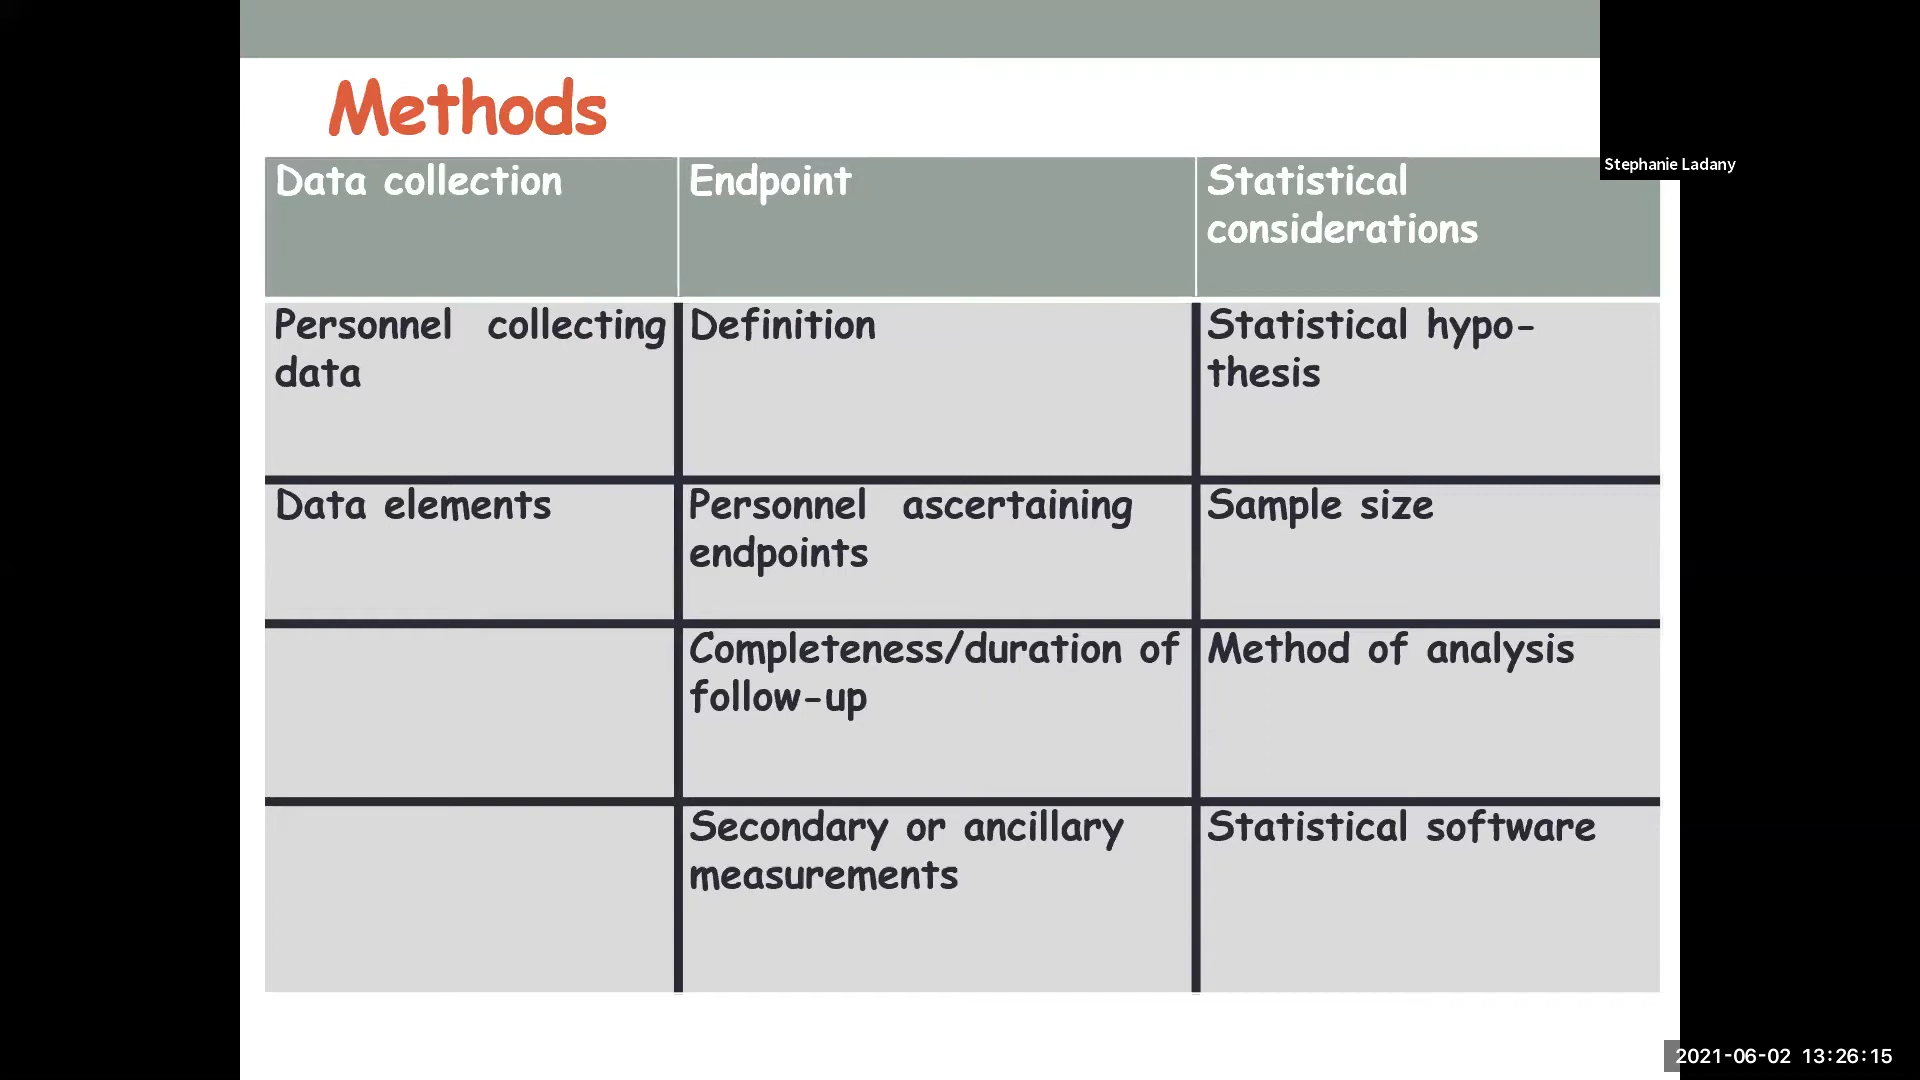 Methods
Stephanie Ladany
Data collection
Endpoint
Statistical
considerations
Personnel collecting
data
Definition
Statistical hypo-
thesis
Data elements
Personnel ascertaining
endpoints
Sample size
Completeness/duration of
follow-up
Method of analysis
Secondary or ancillary
measurements
Statistical software
2021-06-02 13:26:15